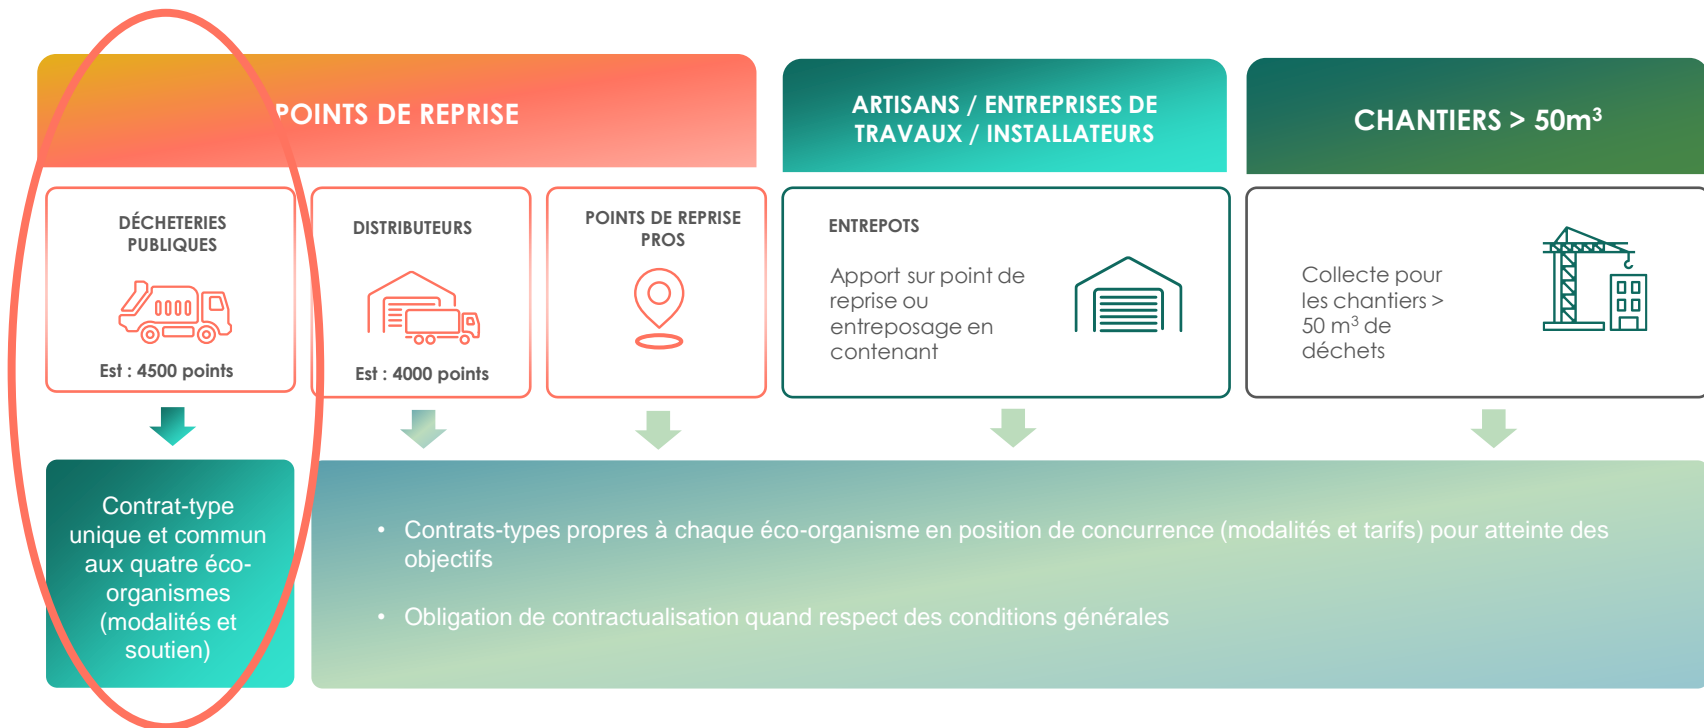 POINTS DE REPRISE
ARTISANS / ENTREPRISES DE
TRAVAUX / INSTALLATEURS
CHANTIERS > 50m³
DÉCHETERIES
PUBLIQUES
Est : 4500 points
DISTRIBUTEURS
Est : 4000 points
POINTS DE REPRISE
PROS
ENTREPOTS
Apport sur point de
reprise ou
entreposage en
contenant
Collecte pour
les chantiers >
50 m³ de
déchets
Contrat-type
unique et commun
aux quatre éco-
organismes
(modalités et
soutien)
• Contrats-types propres à chaque éco-organisme en position de concurrence (modalités et tarifs) pour atteinte des
objectifs
• Obligation de contractualisation quand respect des conditions générales